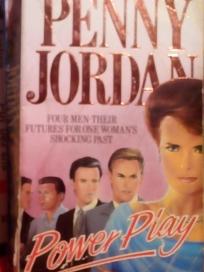 PENNY
JORDAN
FOUR MEN-THEIR
FUTURES FOR ONE WOMAN'S
SHOCKING PAST
Power Play